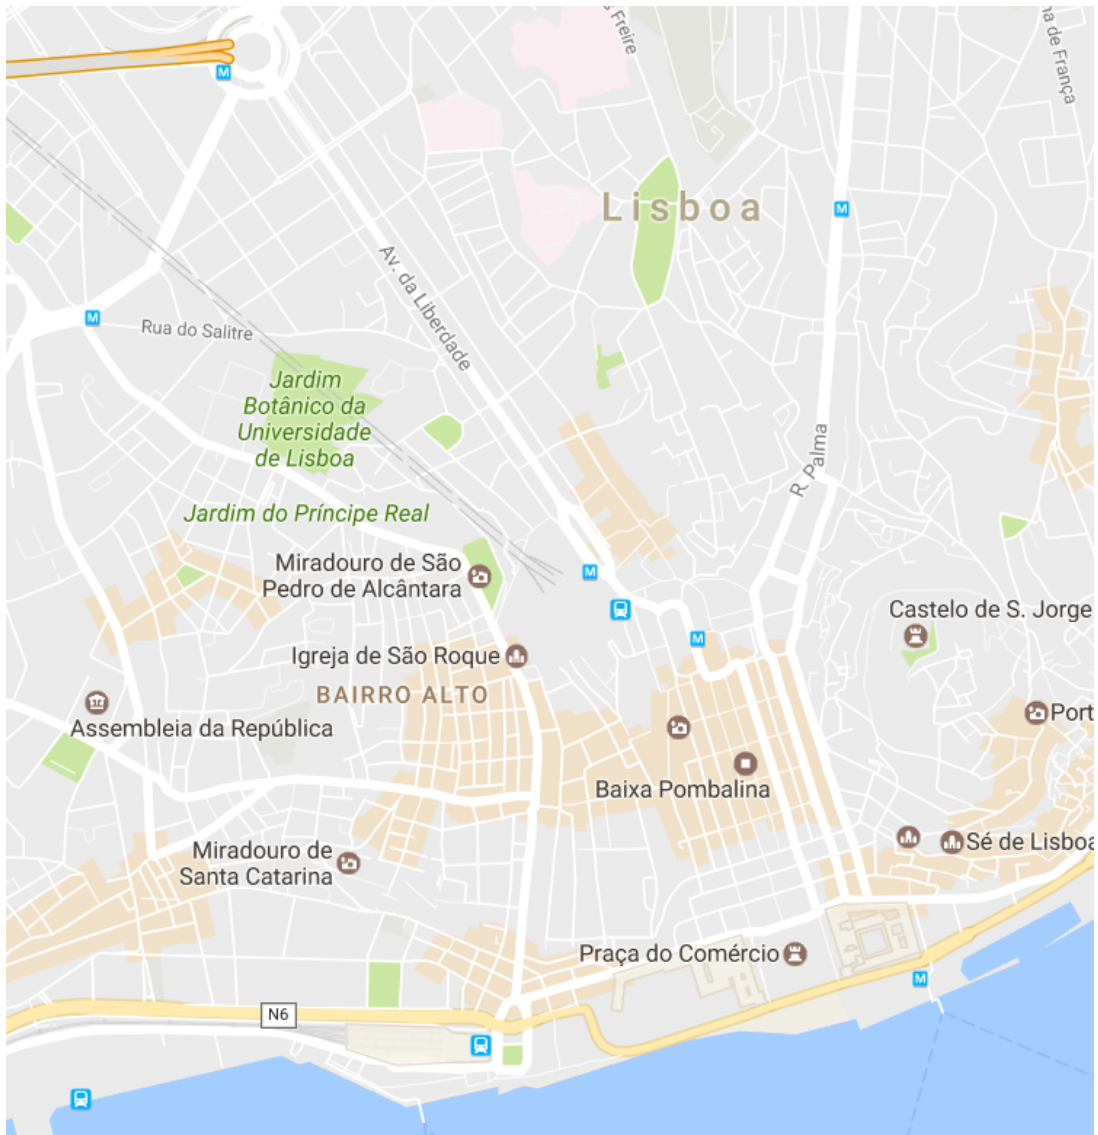 s Freire
na de França
M
Lisboa
M
Av. da Liberdade
M
Rua do Salitre
Jardim
Botânico da
Universidade
de Lisboa
R. Palma
Jardim do Príncipe Real
Miradouro de São
Pedro de Alcântara
M
Castelo de S. Jorge
M
Igreja de São Roque
BAIRRO ALTO
Port
Assembleia da República
Baixa Pombalina
Sé de Lisboa
Miradouro de
Santa Catarina
Praça do Comércio
M
N6